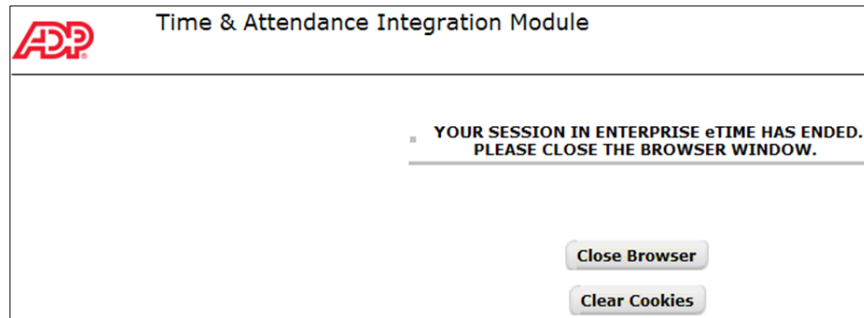 ADP
Time & Attendance Integration Module
YOUR SESSION IN ENTERPRISE eTIME HAS ENDED.
PLEASE CLOSE THE BROWSER WINDOW.
Close Browser
Clear Cookies